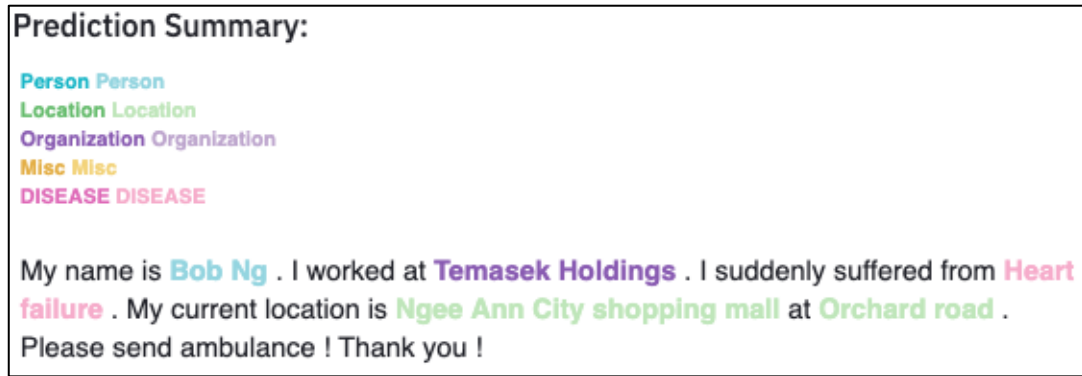 Prediction Summary:
Person Person
Location Location
Organization Organization
Misc Misc
DISEASE DISEASE
My name is Bob Ng . I worked at Temasek Holdings . I suddenly suffered from Heart
failure . My current location is Ngee Ann City shopping mall at Orchard road .
Please send ambulance ! Thank you !